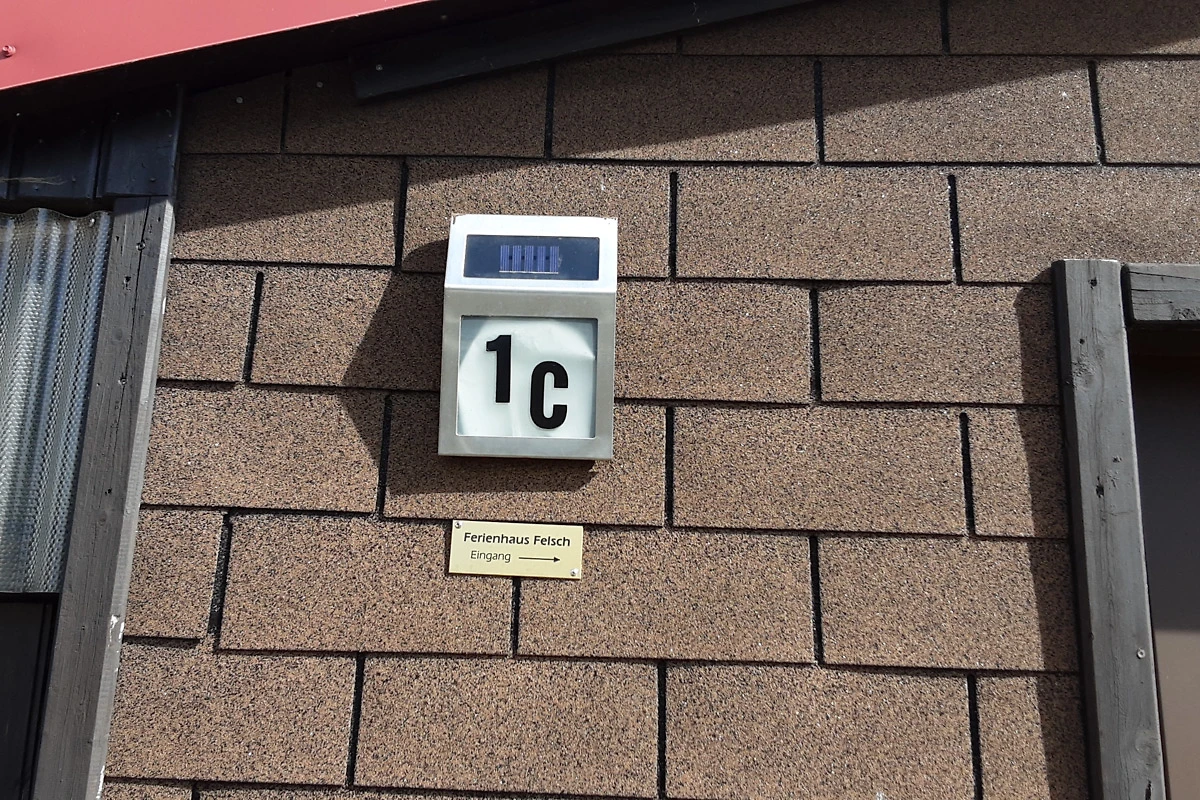 1c
Ferienhaus Felsch
Eingang →